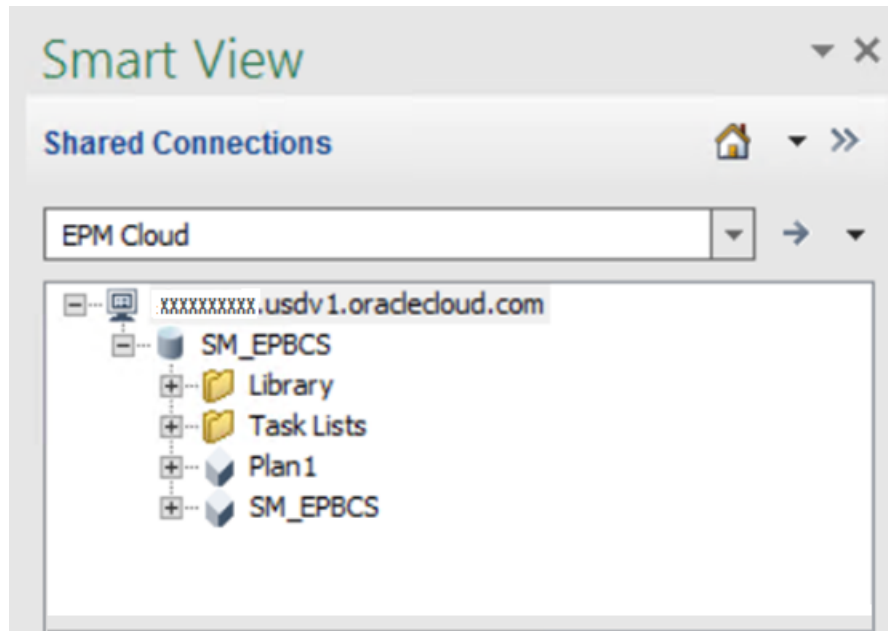 Smart View
Shared Connections
EPM Cloud
xxxxxxxxxx.usdv1.oraclecloud.com
SM_EPBCS
Library
Task Lists
Plan1
SM_EPBCS